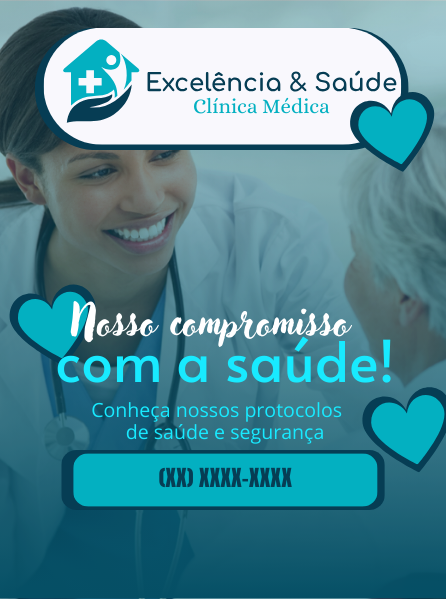 Excelência & Saúde
Clínica Médica
Nosso compromisso
com a saúde!
Conheça nossos protocolos
de saúde e segurança
(XX) XXXX-XXXX